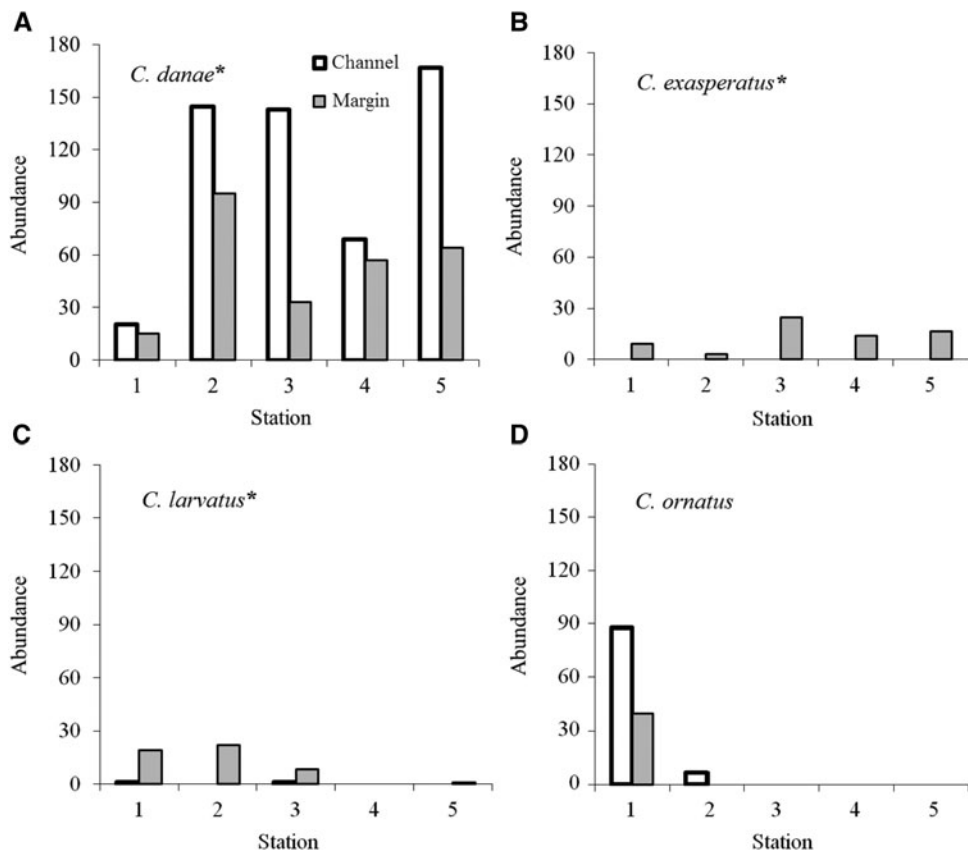 A
180
150
120
90
60
30
0
Abundance
C. danae*
Channel
Margin
1 2 3 4 5
Station
B
180
150
120
90
60
30
0
Abundance
C. exasperatus*
1 2 3 4 5
Station
C
180
150
120
90
60
30
0
Abundance
C. larvatus*
1 2 3 4 5
Station
D
180
150
120
90
60
30
0
Abundance
C. ornatus
1 2 3 4 5
Station